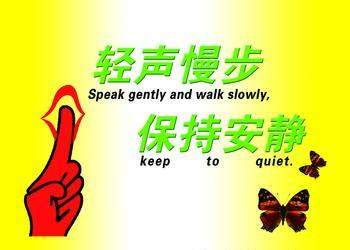 轻声慢步
Speak gently and walk slowly,
保持安静
keep to quiet.